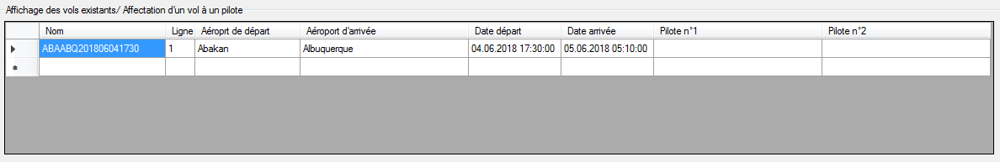 Affichage des vols existants/ Affectation d'un vol à un pilote
Nom Ligne Aéroprt de départ Aéroport d'arrivée Date départ Date arrivée Pilote n°1 Pilote n°2
ABAABQ201806041730 1 Abakan Albuquerque 04.06.2018 17:30:00 05.06.2018 05:10:00